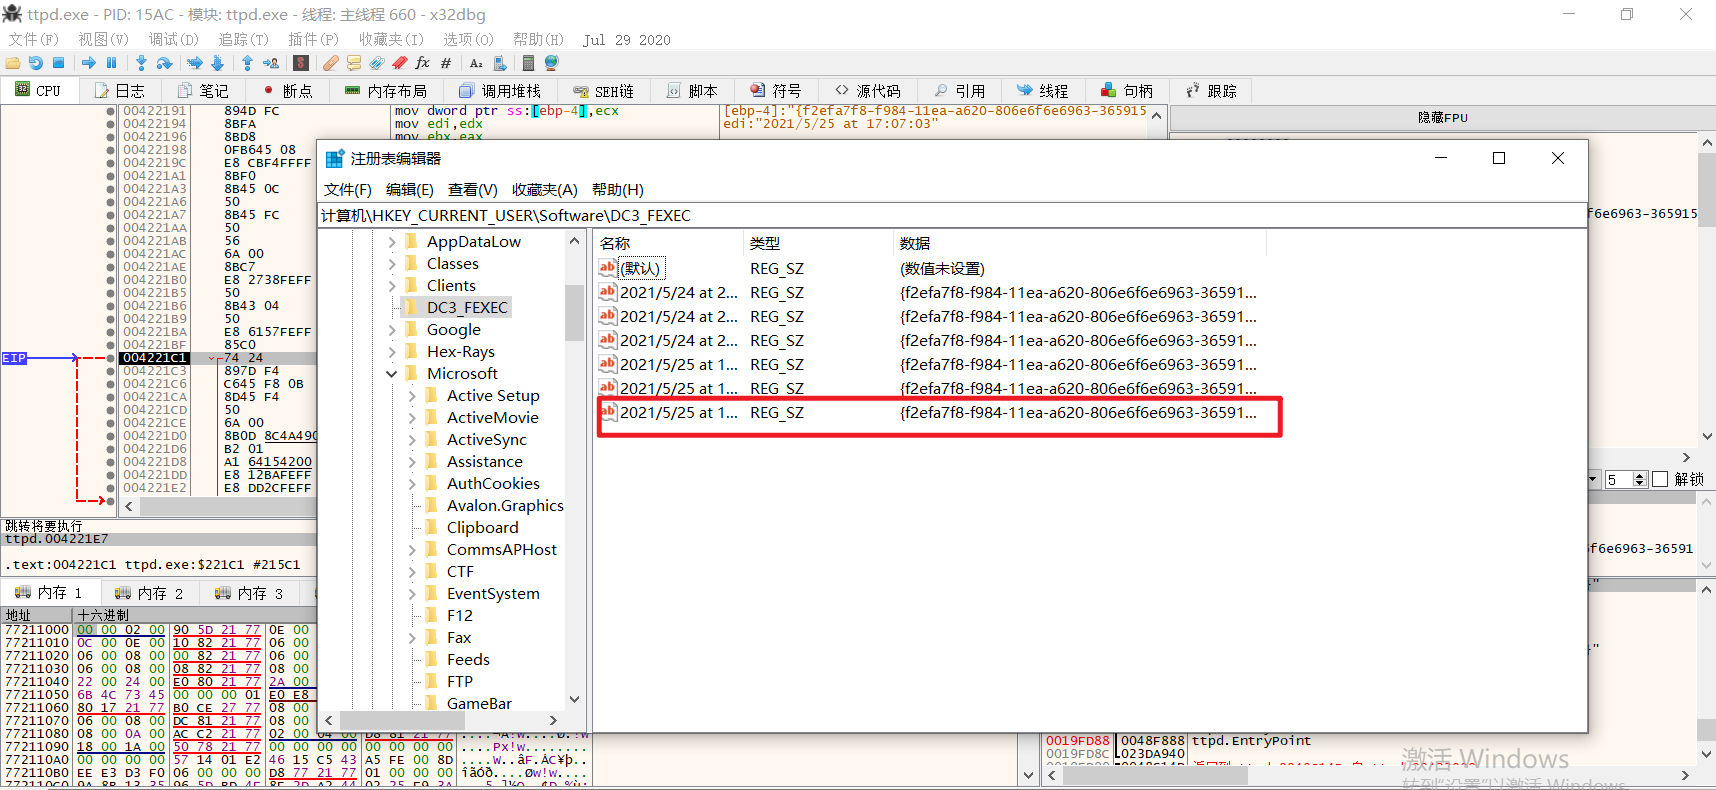 ttpd.exe - PID: 15AC - 模块: ttpd.exe - 线程: 主线程 660 - x32dbg
文件(F) 视图(V) 调试(D) 追踪(T) 插件(P) 收藏夹(I) 选项(O) 帮助(H) Jul 29 2020
CPU 日志 笔记 断点 内存布局 调用堆栈 SEH链 脚本 符号 源代码 引用 线程 句柄 跟踪
00422191 894D FC mov dword ptr ss:[ebp-4],ecx [ebp-4]:"{f2efa7f8-f984-11ea-a620-806e6f6e6963-365915
00422194 8BFA mov edi,edx edi:"2021/5/25 at 17:07:03"
00422196 8BD8 mov ebx,eax
00422198 0FB645 08
0042219C E8 CBF4FFFF
004221A1 8BF0
004221A3 8B45 0C
004221A6 50
004221A7 8B45 FC
004221AA 50
004221AB 56
004221AC 6A 00
004221AE 8BC7
004221B0 E8 2738FEFF
004221B5 50
004221B6 8B43 04
004221B9 50
004221BA E8 6157FEFF
004221BF 85C0
EIP 004221C1 74 24
004221C3 897D F4
004221C6 C645 F8 0B
004221CA 8D45 F4
004221CD 50
004221CE 6A 00
004221D0 8B0D 8C4A490
004221D6 B2 01
004221D8 A1 64154200
004221DD E8 12BAFEFF
004221E2 E8 DD2CFEFF
隐藏FPU
f6e6963-365915
5 解锁
f6e6963-36591
跳转将要执行
ttpd.004221E7
.text:004221C1 ttpd.exe:$221C1 #215C1
内存 1 内存 2 内存 3
地址 十六进制
77211000 00 00 02 00 90 5D 21 77 0E 00
77211010 0C 00 0E 00 10 82 21 77 06 00
77211020 06 00 08 00 00 82 21 77 06 00
77211030 06 00 08 00 08 82 21 77 08 00
77211040 22 00 24 00 E0 80 21 77 2A 00
77211050 6B 4C 73 45 00 00 00 01 E0 E8
77211060 80 17 21 77 B0 CE 27 77 08 00
77211070 06 00 08 00 DC 81 21 77 08 00
77211080 08 00 0A 00 AC C2 21 77 02 00 04 00 D8 81 21 77
77211090 18 00 1A 00 50 78 21 77 00 00 00 00 00 00 00 00 ....Px!w........
772110A0 00 00 00 00 57 14 01 E2 46 15 C5 43 A5 FE 00 8D
772110B0 EE E3 D3 F0 06 00 00 00 D8 77 21 77 01 00 00 00
0019FD88 0048F888 ttpd.EntryPoint
0019FD8C 023DA940
注册表编辑器
文件(F) 编辑(E) 查看(V) 收藏夹(A) 帮助(H)
计算机\HKEY_CURRENT_USER\Software\DC3_FEXEC
AppDataLow
Classes
Clients
DC3_FEXEC
Google
Hex-Rays
Microsoft
Active Setup
ActiveMovie
ActiveSync
Assistance
AuthCookies
Avalon.Graphics
Clipboard
CommsAPHost
CTF
EventSystem
F12
Fax
Feeds
FTP
GameBar
名称 类型 数据
(默认) REG_SZ (数值未设置)
2021/5/24 at 2... REG_SZ {f2efa7f8-f984-11ea-a620-806e6f6e6963-36591...
2021/5/24 at 2... REG_SZ {f2efa7f8-f984-11ea-a620-806e6f6e6963-36591...
2021/5/24 at 2... REG_SZ {f2efa7f8-f984-11ea-a620-806e6f6e6963-36591...
2021/5/25 at 1... REG_SZ {f2efa7f8-f984-11ea-a620-806e6f6e6963-36591...
2021/5/25 at 1... REG_SZ {f2efa7f8-f984-11ea-a620-806e6f6e6963-36591...
2021/5/25 at 1... REG_SZ {f2efa7f8-f984-11ea-a620-806e6f6e6963-36591...
激活 Windows
转到"设置"以激活 Windows。